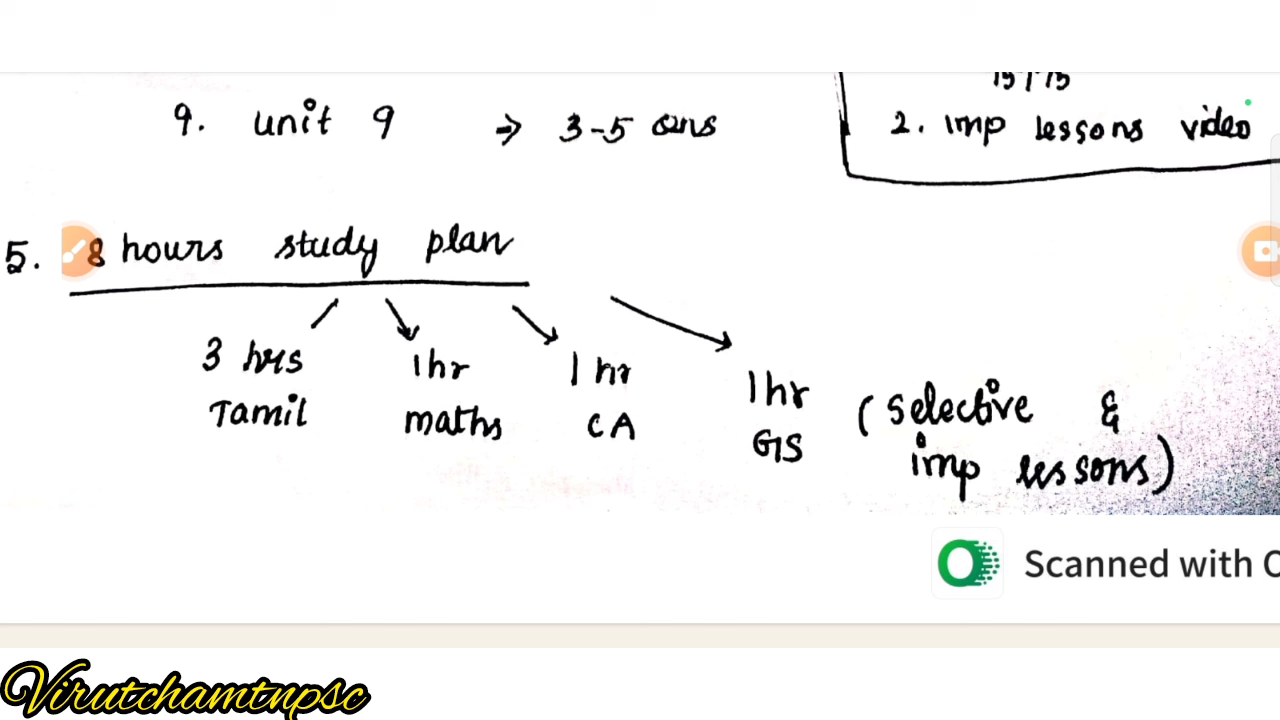 9. unit 9 → 3-5 qns
2. imp lessons video
5. 8 hours study plan
3 hrs Tamil
1hr maths
1 hr CA
1hr GS
(selective & imp lessons)
Scanned with
Virutchamtnpsc